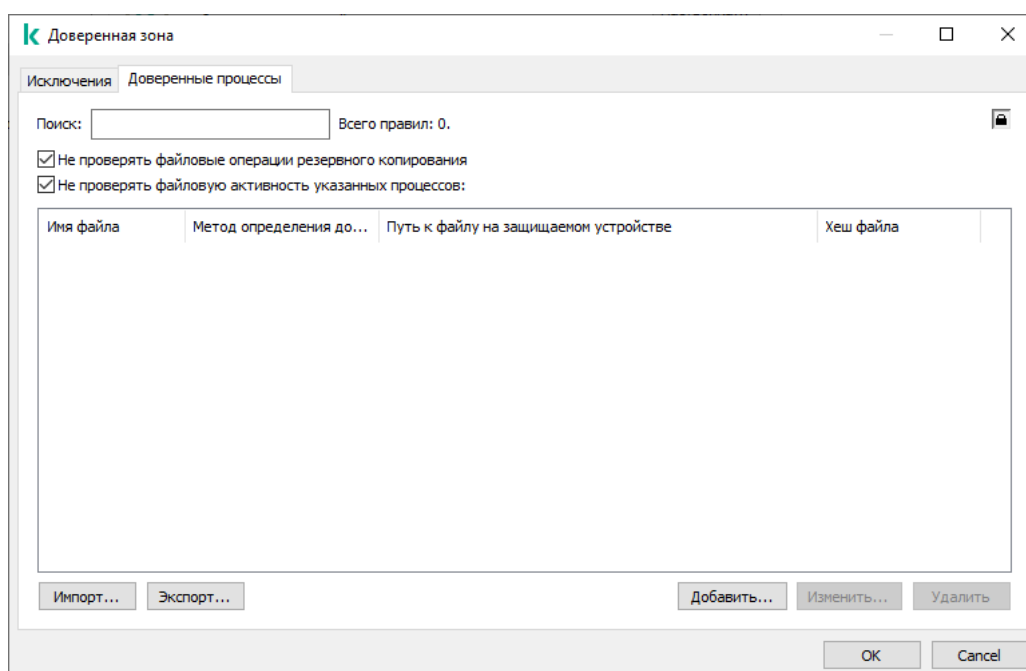 Доверенная зона
Исключения Доверенные процессы
Поиск: Всего правил: 0.
Не проверять файловые операции резервного копирования
Не проверять файловую активность указанных процессов:
Имя файла Метод определения до... Путь к файлу на защищаемом устройстве Хеш файла
Импорт... Экспорт... Добавить... Изменить... Удалить
OK Cancel